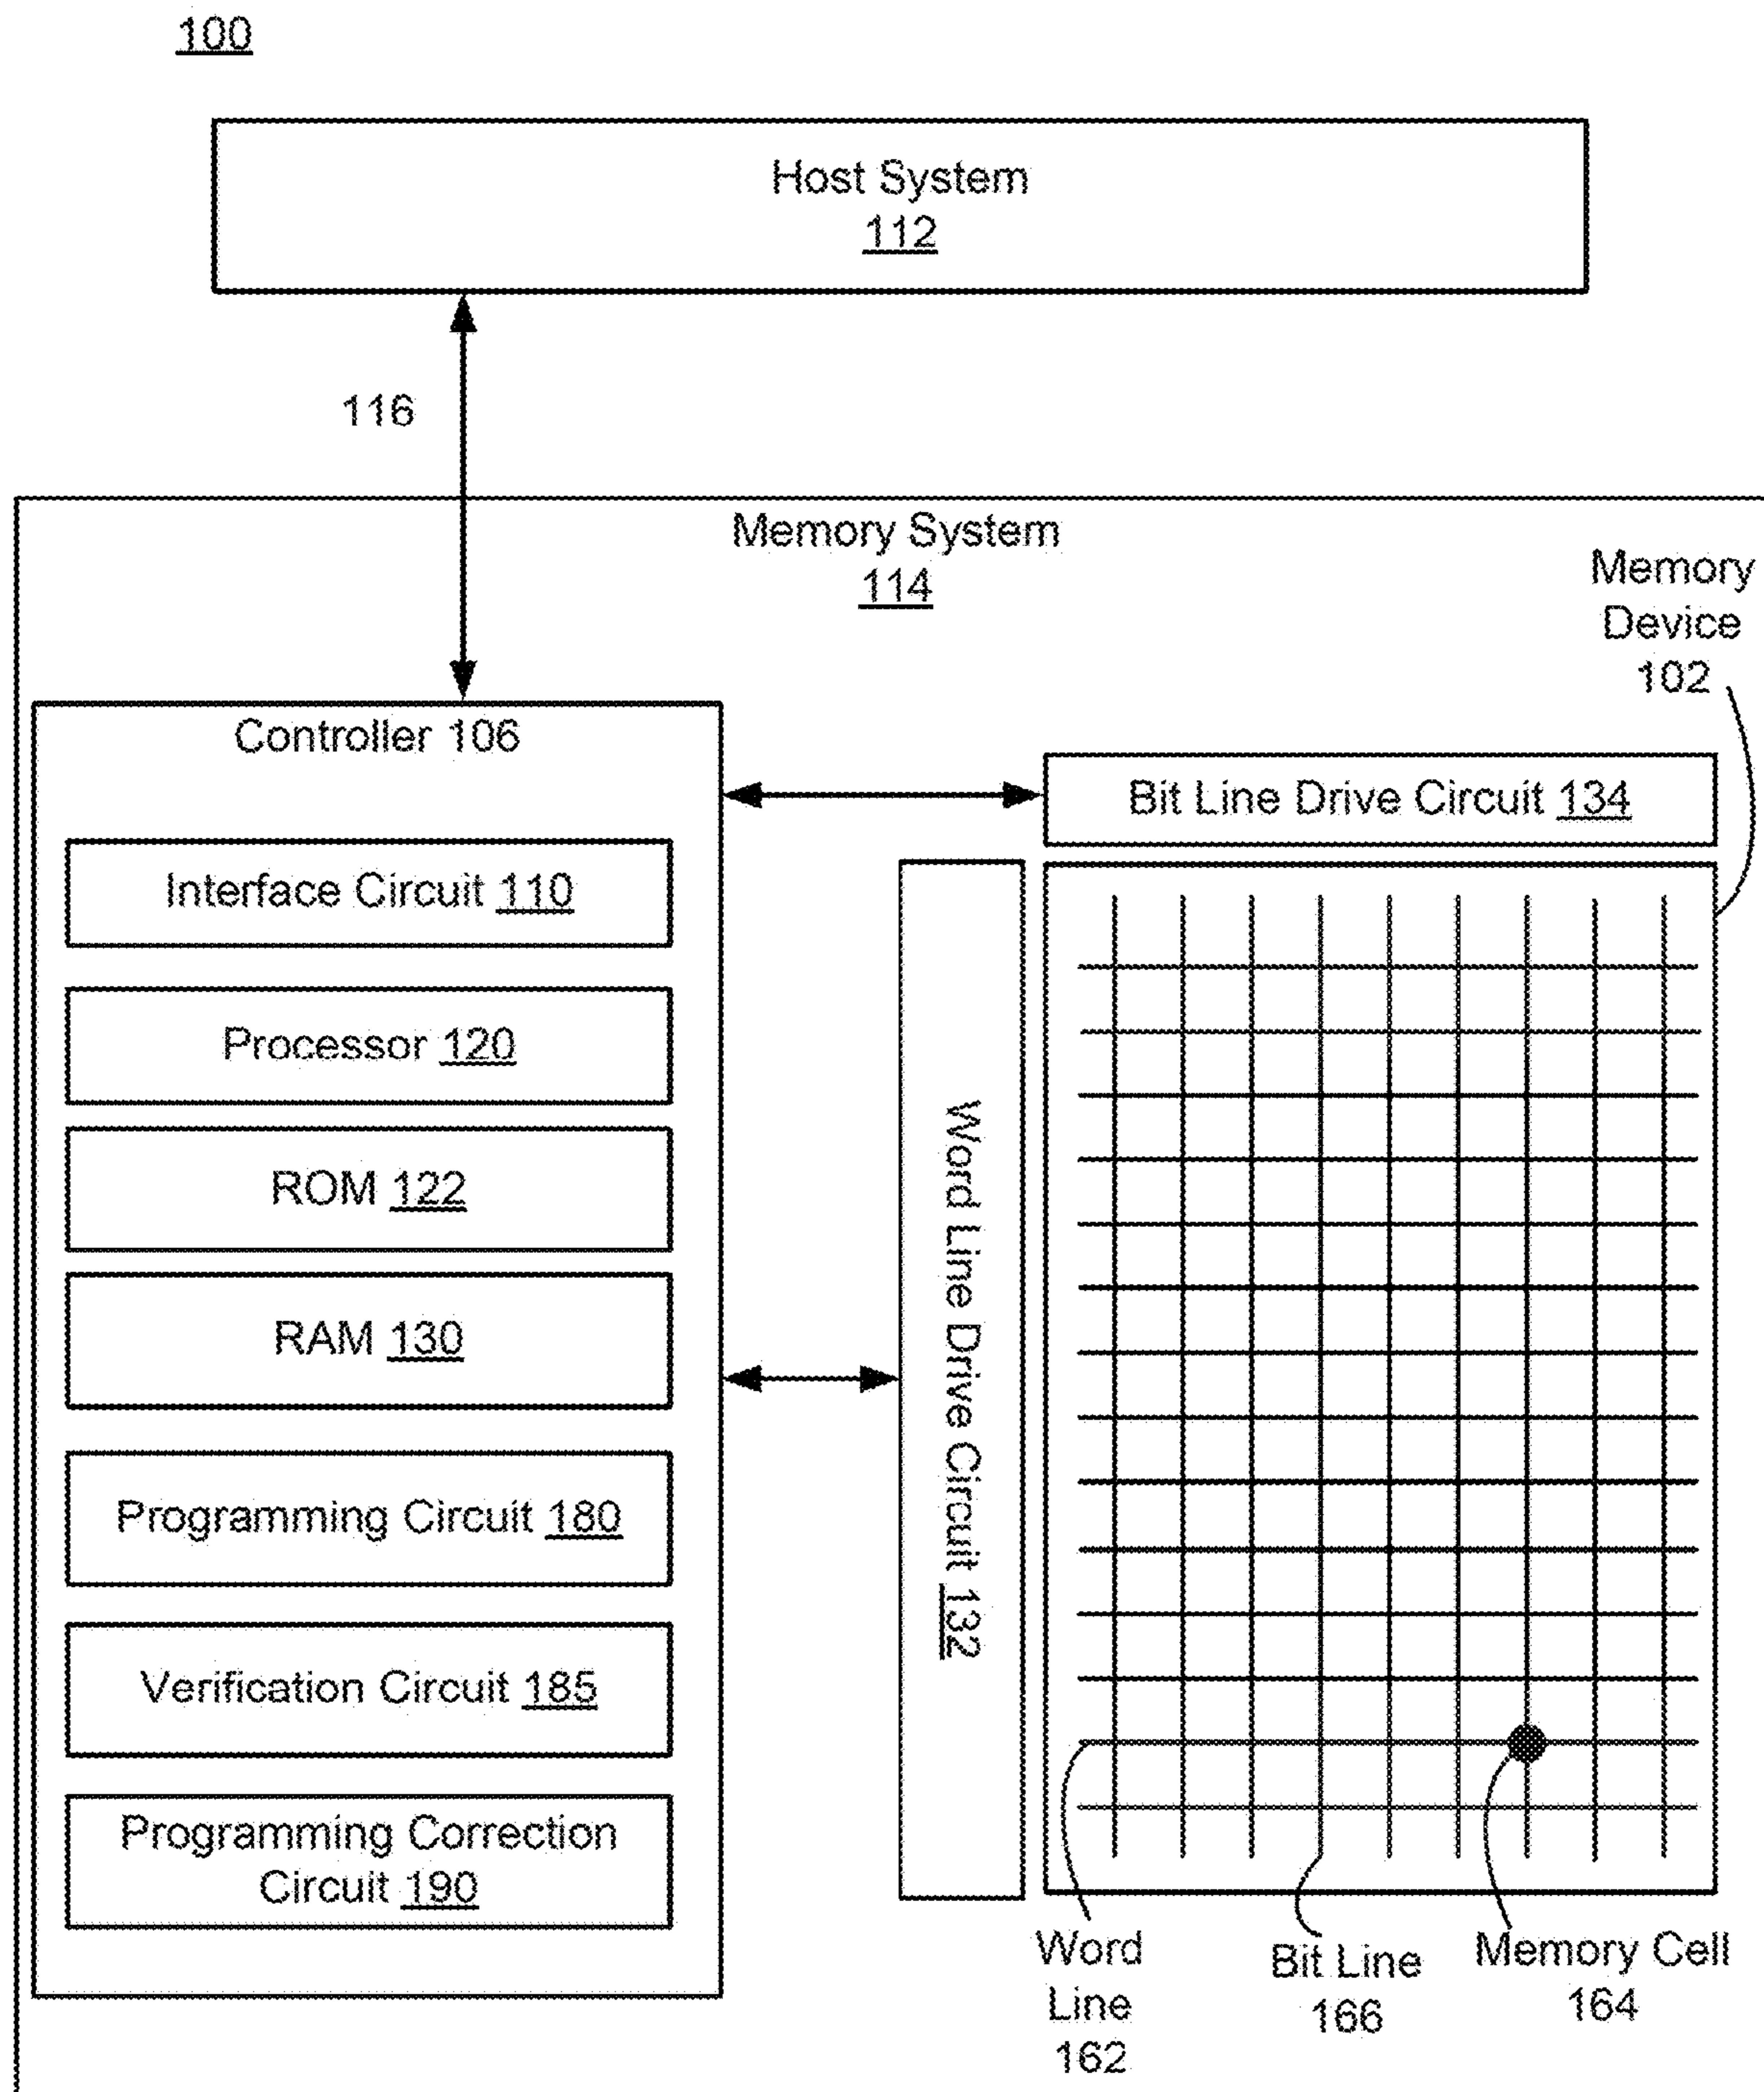 100
Host System
112
116
Memory System
114
Memory
Device
102
Controller 106
Bit Line Drive Circuit 134
Interface Circuit 110
Processor 120
ROM 122
RAM 130
Programming Circuit 180
Verification Circuit 185
Programming Correction
Circuit 190
Word Line Drive Circuit 132
Word
Line
162
Bit Line
166
Memory Cell
164